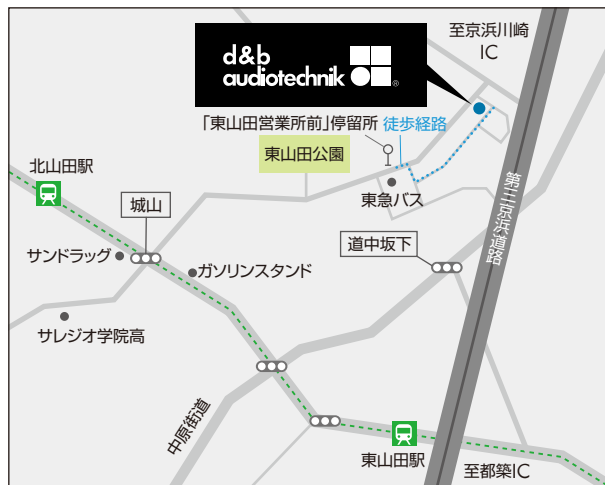 d&b
audiotechnik
®
至京浜川崎
IC
「東山田営業所前」停留所
徒歩経路
東山田公園
北山田駅
東急バス
城山
第三京浜道路
道中坂下
サンドラッグ
ガソリンスタンド
サレジオ学院高
中原街道
東山田駅
至都築IC